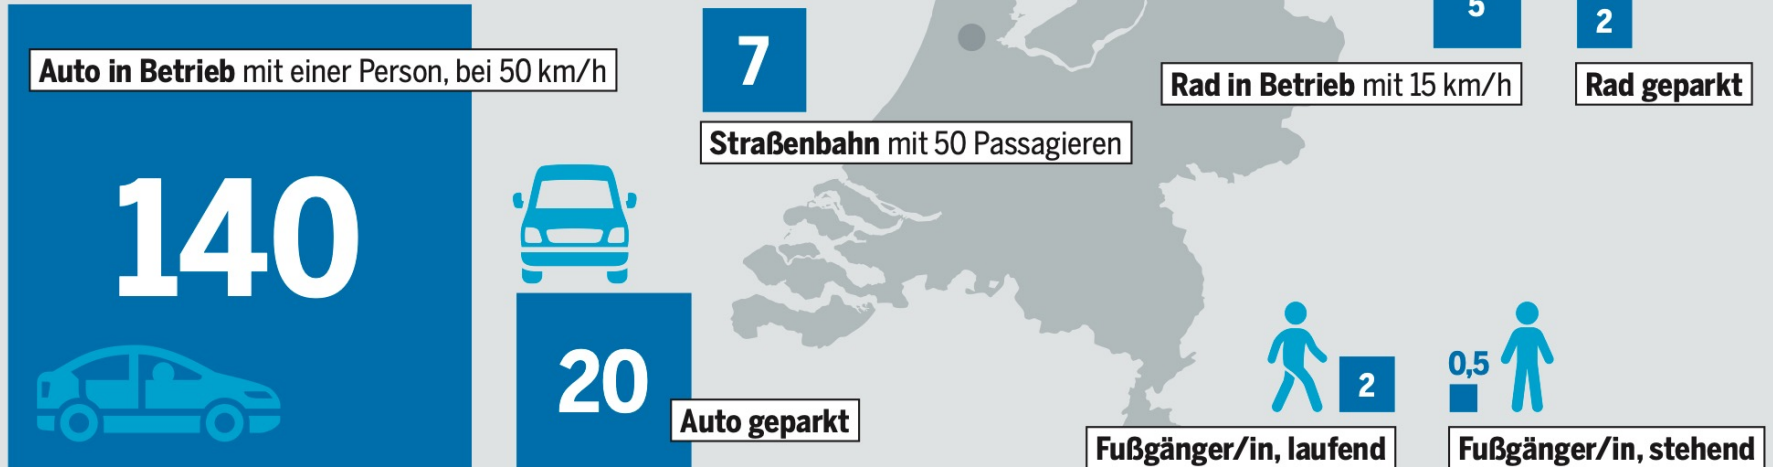 Auto in Betrieb mit einer Person, bei 50 km/h
140
20
Auto geparkt
7
Straßenbahn mit 50 Passagieren
5
Rad in Betrieb mit 15 km/h
2
Rad geparkt
2
Fußgänger/in, laufend
0,5
Fußgänger/in, stehend